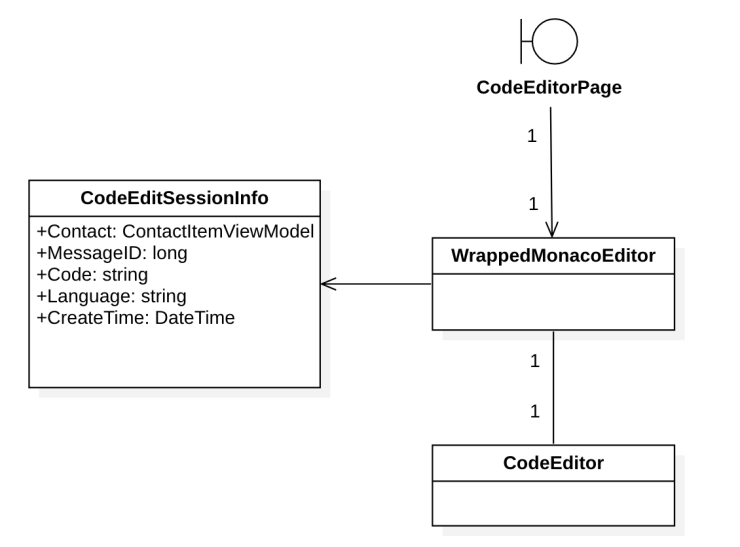 CodeEditorPage
1
1
CodeEditSessionInfo
+Contact: ContactItemViewModel
+MessageID: long
+Code: string
+Language: string
+CreateTime: DateTime
WrappedMonacoEditor
1
1
CodeEditor